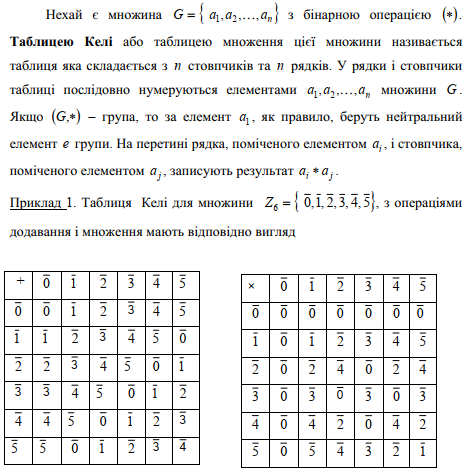 Нехай є множина G = { a₁, a₂, ..., aₙ } з бінарною операцією (*).
Таблицею Келі або таблицею множення цієї множини називається
таблиця яка складається з n стовпчиків та n рядків. У рядки і стовпчики
таблиці послідовно нумеруються елементами a₁, a₂, ..., aₙ множини G.
Якщо (G,*) – група, то за елемент a₁, як правило, беруть нейтральний
елемент e групи. На перетині рядка, поміченого елементом aᵢ, і стовпчика,
поміченого елементом aⱼ, записують результат aᵢ * aⱼ.
Приклад 1. Таблиця Келі для множини Z₆ = { 0̅, 1̅, 2̅, 3̅, 4̅, 5̅ }, з операціями
додавання і множення мають відповідно вигляд
+ 0̅ 1̅ 2̅ 3̅ 4̅ 5̅
0̅ 0̅ 1̅ 2̅ 3̅ 4̅ 5̅
1̅ 1̅ 2̅ 3̅ 4̅ 5̅ 0̅
2̅ 2̅ 3̅ 4̅ 5̅ 0̅ 1̅
3̅ 3̅ 4̅ 5̅ 0̅ 1̅ 2̅
4̅ 4̅ 5̅ 0̅ 1̅ 2̅ 3̅
5̅ 5̅ 0̅ 1̅ 2̅ 3̅ 4̅
× 0̅ 1̅ 2̅ 3̅ 4̅ 5̅
0̅ 0̅ 0̅ 0̅ 0̅ 0̅ 0̅
1̅ 0̅ 1̅ 2̅ 3̅ 4̅ 5̅
2̅ 0̅ 2̅ 4̅ 0̅ 2̅ 4̅
3̅ 0̅ 3̅ 0̅ 3̅ 0̅ 3̅
4̅ 0̅ 4̅ 2̅ 0̅ 4̅ 2̅
5̅ 0̅ 5̅ 4̅ 3̅ 2̅ 1̅